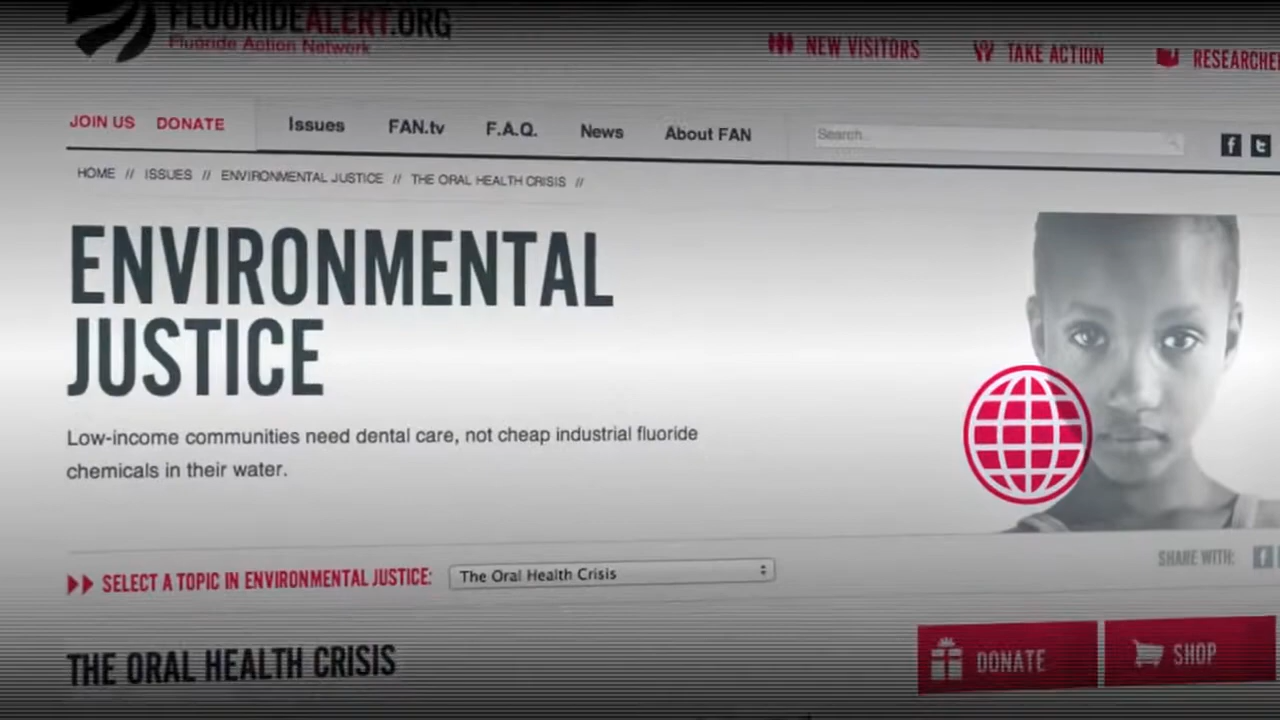 FLUORIDEALERT.ORG
Fluoride Action Network
NEW VISITORS
TAKE ACTION
JOIN US DONATE Issues FAN.tv F.A.Q. News About FAN Search...
HOME // ISSUES // ENVIRONMENTAL JUSTICE // THE ORAL HEALTH CRISIS //
ENVIRONMENTAL
JUSTICE
Low-income communities need dental care, not cheap industrial fluoride
chemicals in their water.
SHARE WITH:
SELECT A TOPIC IN ENVIRONMENTAL JUSTICE: The Oral Health Crisis
THE ORAL HEALTH CRISIS
DONATE
SHOP